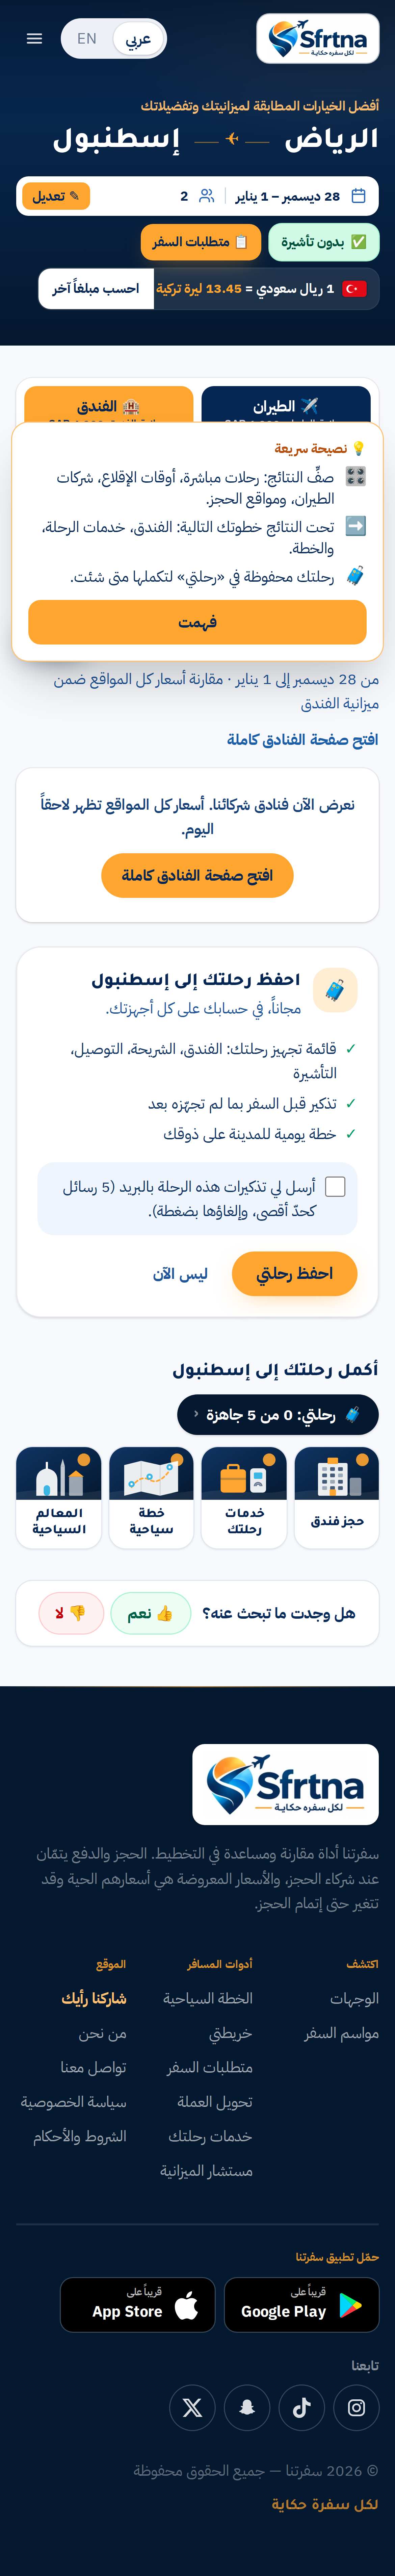 Sfrtna
لكل سفره حكاية
عربي
EN
أفضل الخيارات المطابقة لميزانيتك وتفضيلاتك
الرياض
إسطنبول
28 ديسمبر – 1 يناير
2
تعديل
بدون تأشيرة
متطلبات السفر
1 ريال سعودي = 13.45 ليرة تركية
احسب مبلغاً آخر
الطيران
الفندق
نصيحة سريعة
صفِّ النتائج: رحلات مباشرة، أوقات الإقلاع، شركات
الطيران، ومواقع الحجز.
تحت النتائج خطوتك التالية: الفندق، خدمات الرحلة،
والخطة.
رحلتك محفوظة في «رحلتي» لتكملها متى شئت.
فهمت
من 28 ديسمبر إلى 1 يناير · مقارنة أسعار كل المواقع ضمن
ميزانية الفندق
افتح صفحة الفنادق كاملة
نعرض الآن فنادق شركائنا. أسعار كل المواقع تظهر لاحقاً
اليوم.
افتح صفحة الفنادق كاملة
احفظ رحلتك إلى إسطنبول
مجاناً، في حسابك على كل أجهزتك.
✓ قائمة تجهيز رحلتك: الفندق، الشريحة، التوصيل،
التأشيرة
✓ تذكير قبل السفر بما لم تجهّزه بعد
✓ خطة يومية للمدينة على ذوقك
أرسل لي تذكيرات هذه الرحلة بالبريد (5 رسائل
كحدّ أقصى، وإلغاؤها بضغطة).
احفظ رحلتي
ليس الآن
أكمل رحلتك إلى إسطنبول
رحلتي: 0 من 5 جاهزة ›
حجز فندق
خدمات
رحلتك
خطة
سياحية
المعالم
السياحية
هل وجدت ما تبحث عنه؟
نعم
لا
Sfrtna
لكل سفره حكاية
سفرتنا أداة مقارنة ومساعدة في التخطيط. الحجز والدفع يتمّان
عند شركاء الحجز، والأسعار المعروضة هي أسعارهم الحية وقد
تتغير حتى إتمام الحجز.
اكتشف
الوجهات
مواسم السفر
أدوات المسافر
الخطة السياحية
خريطتي
متطلبات السفر
تحويل العملة
خدمات رحلتك
مستشار الميزانية
الموقع
شاركنا رأيك
من نحن
تواصل معنا
سياسة الخصوصية
الشروط والأحكام
حمّل تطبيق سفرتنا
قريباً على
Google Play
قريباً على
App Store
تابعنا
© 2026 سفرتنا — جميع الحقوق محفوظة
لكل سفرة حكاية